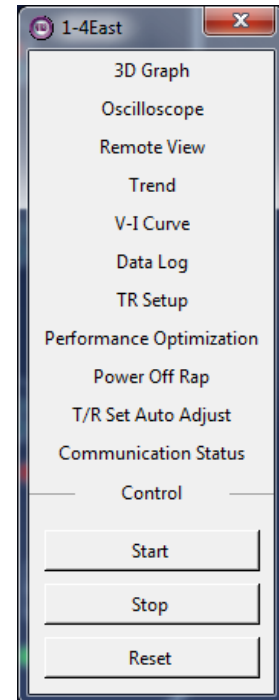 1-4East
3D Graph
Oscilloscope
Remote View
Trend
V-I Curve
Data Log
TR Setup
Performance Optimization
Power Off Rap
T/R Set Auto Adjust
Communication Status
Control
Start
Stop
Reset